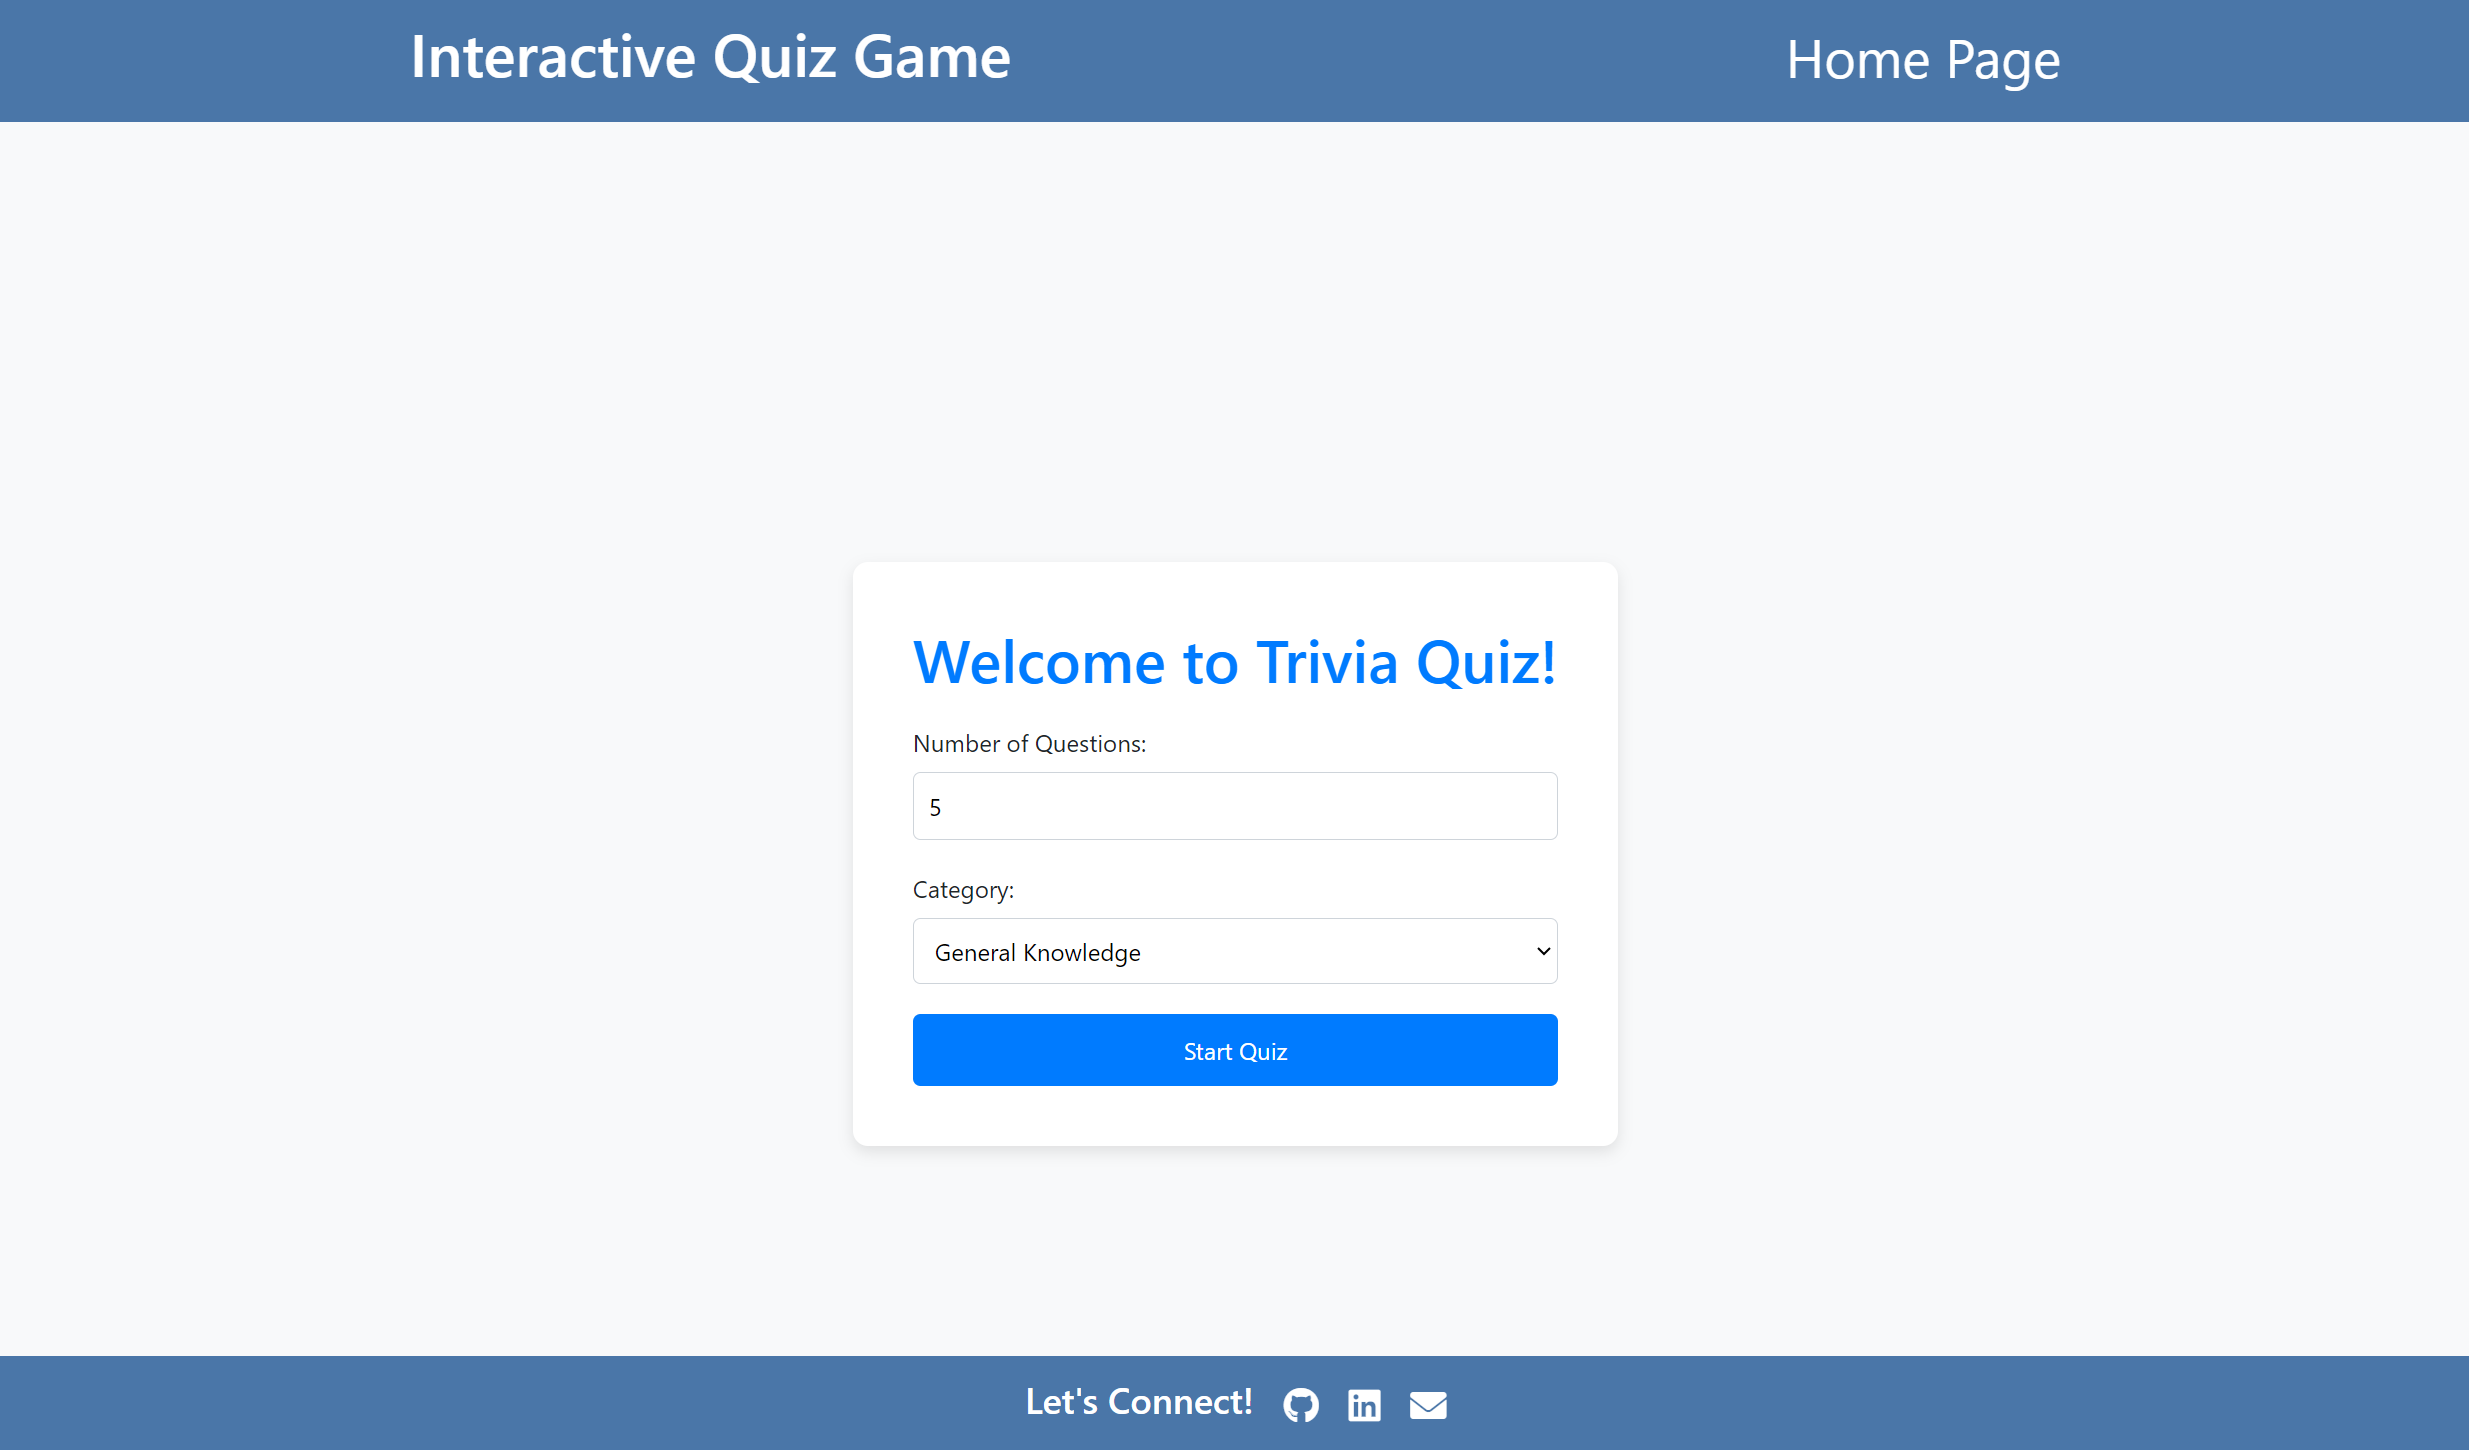 Interactive Quiz Game
Home Page
Welcome to Trivia Quiz!
Number of Questions:
5
Category:
General Knowledge
Start Quiz
Let's Connect!